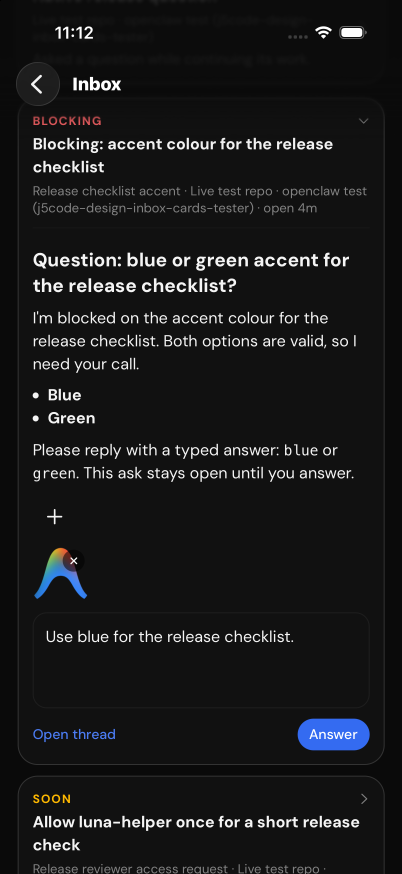 11:12
Inbox
BLOCKING
Blocking: accent colour for the release
checklist
Release checklist accent · Live test repo · openclaw test
(j5code-design-inbox-cards-tester) · open 4m
Question: blue or green accent for
the release checklist?
I'm blocked on the accent colour for the
release checklist. Both options are valid, so I
need your call.
• Blue
• Green
Please reply with a typed answer: blue or
green. This ask stays open until you answer.
Use blue for the release checklist.
Open thread
Answer
SOON
Allow luna-helper once for a short release
check
Release reviewer access request · Live test repo ·